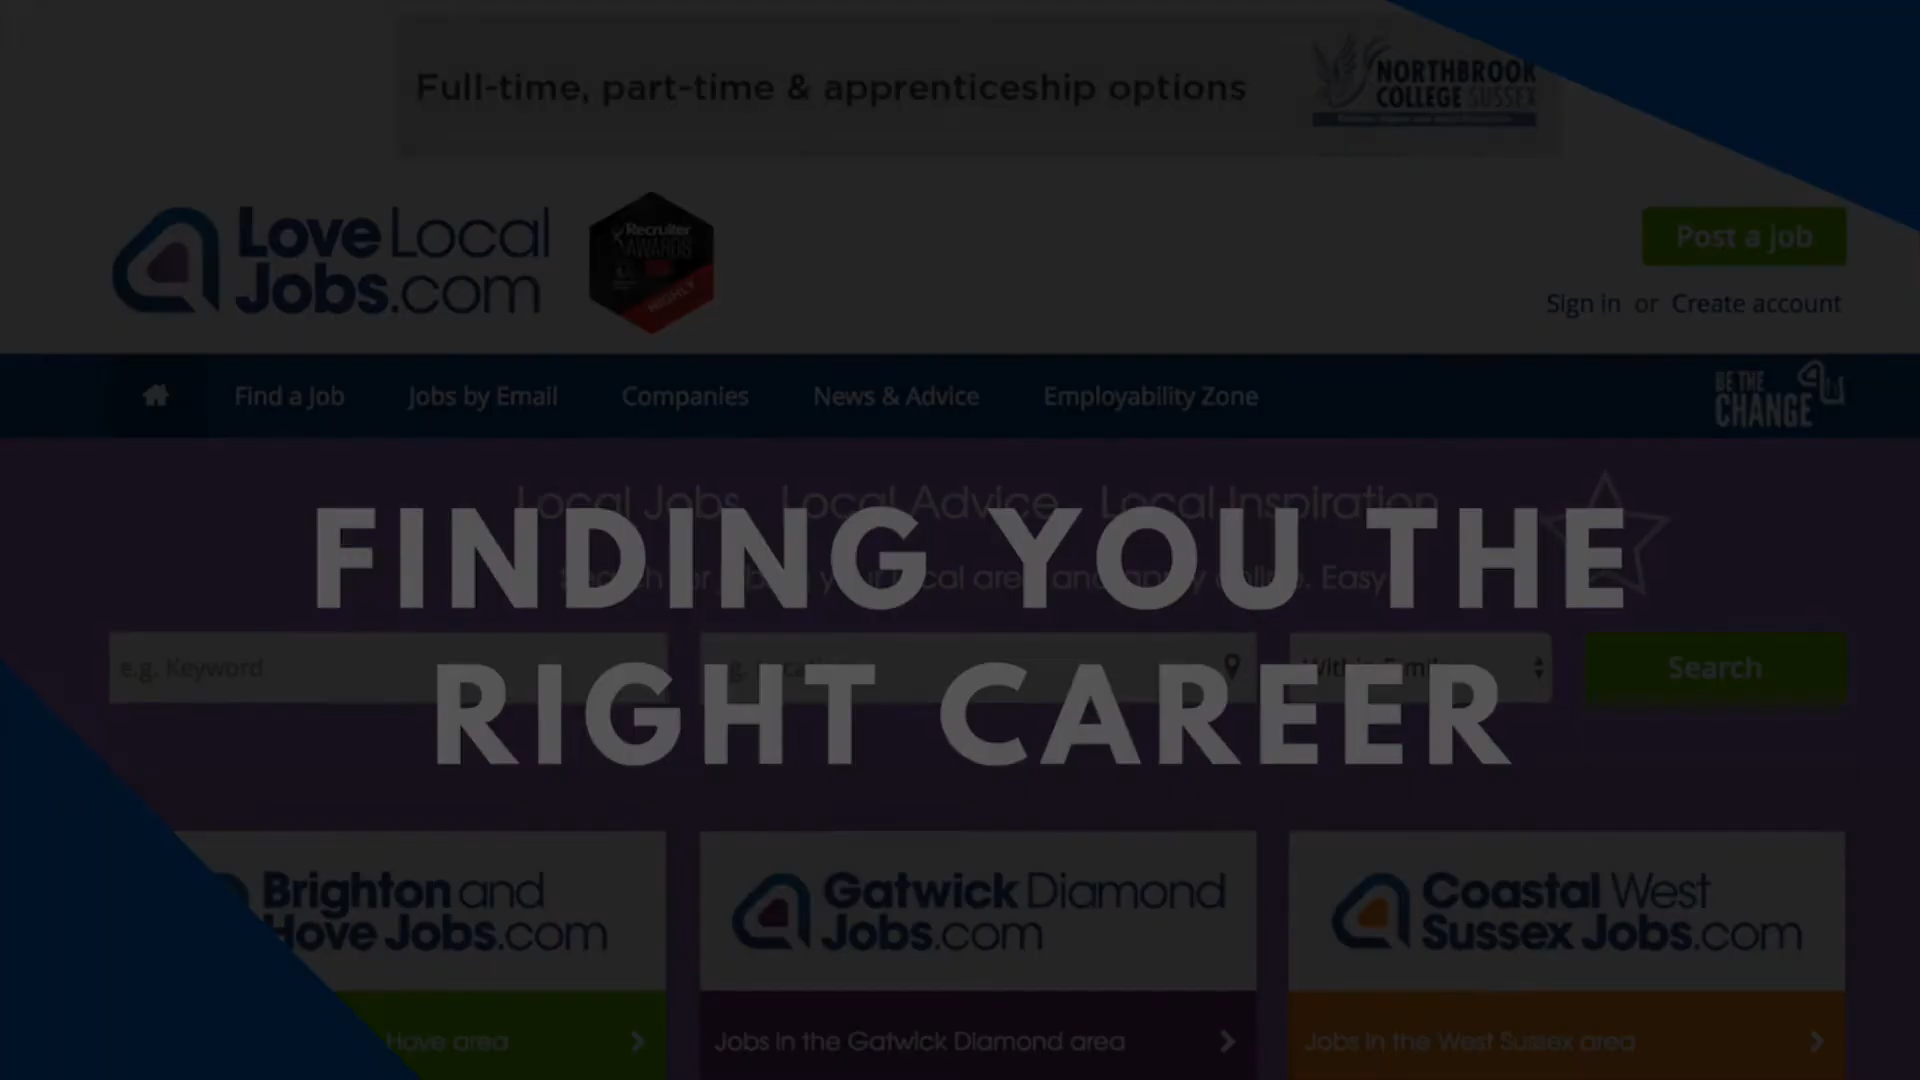 Full-time, part-time & apprenticeship options
NORTHBROOK
COLLEGE SUSSEX
LoveLocal
Jobs.com
Recruiter
AWARDS
HIGHLY
Post a job
Sign in or Create account
Find a Job
Jobs by Email
Companies
News & Advice
Employability Zone
BE THE
CHANGE
Local Jobs Local Advice Local Inspiration
FINDING YOU THE
RIGHT CAREER
e.g. Keyword
Search
Brighton and
Hove Jobs.com
Gatwick Diamond
Jobs.com
Coastal West
Sussex Jobs.com
Hove area
Jobs in the Gatwick Diamond area
Jobs in the West Sussex area